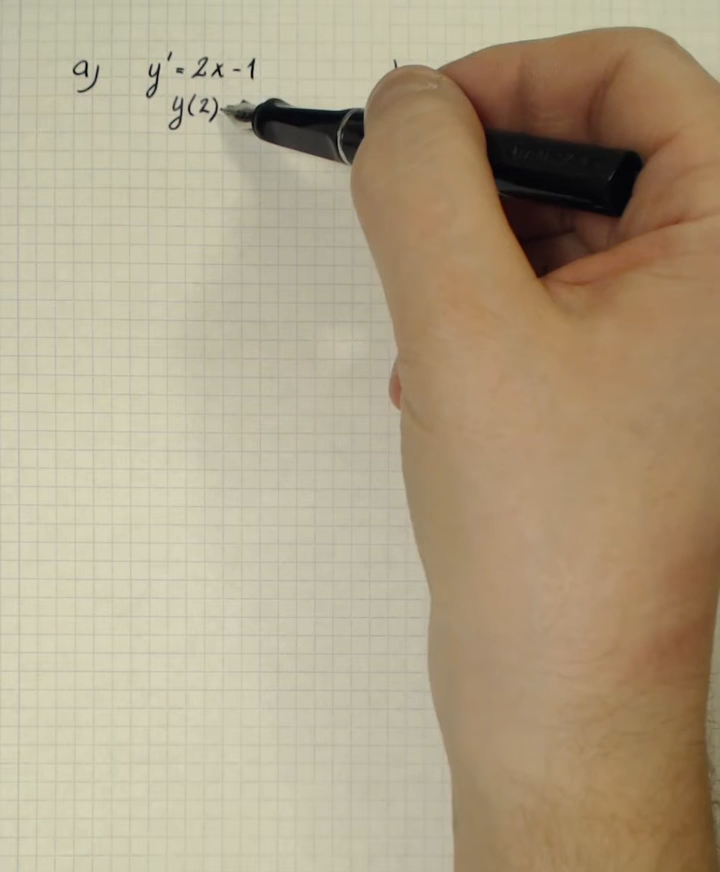 a) y' = 2x - 1
y(2)